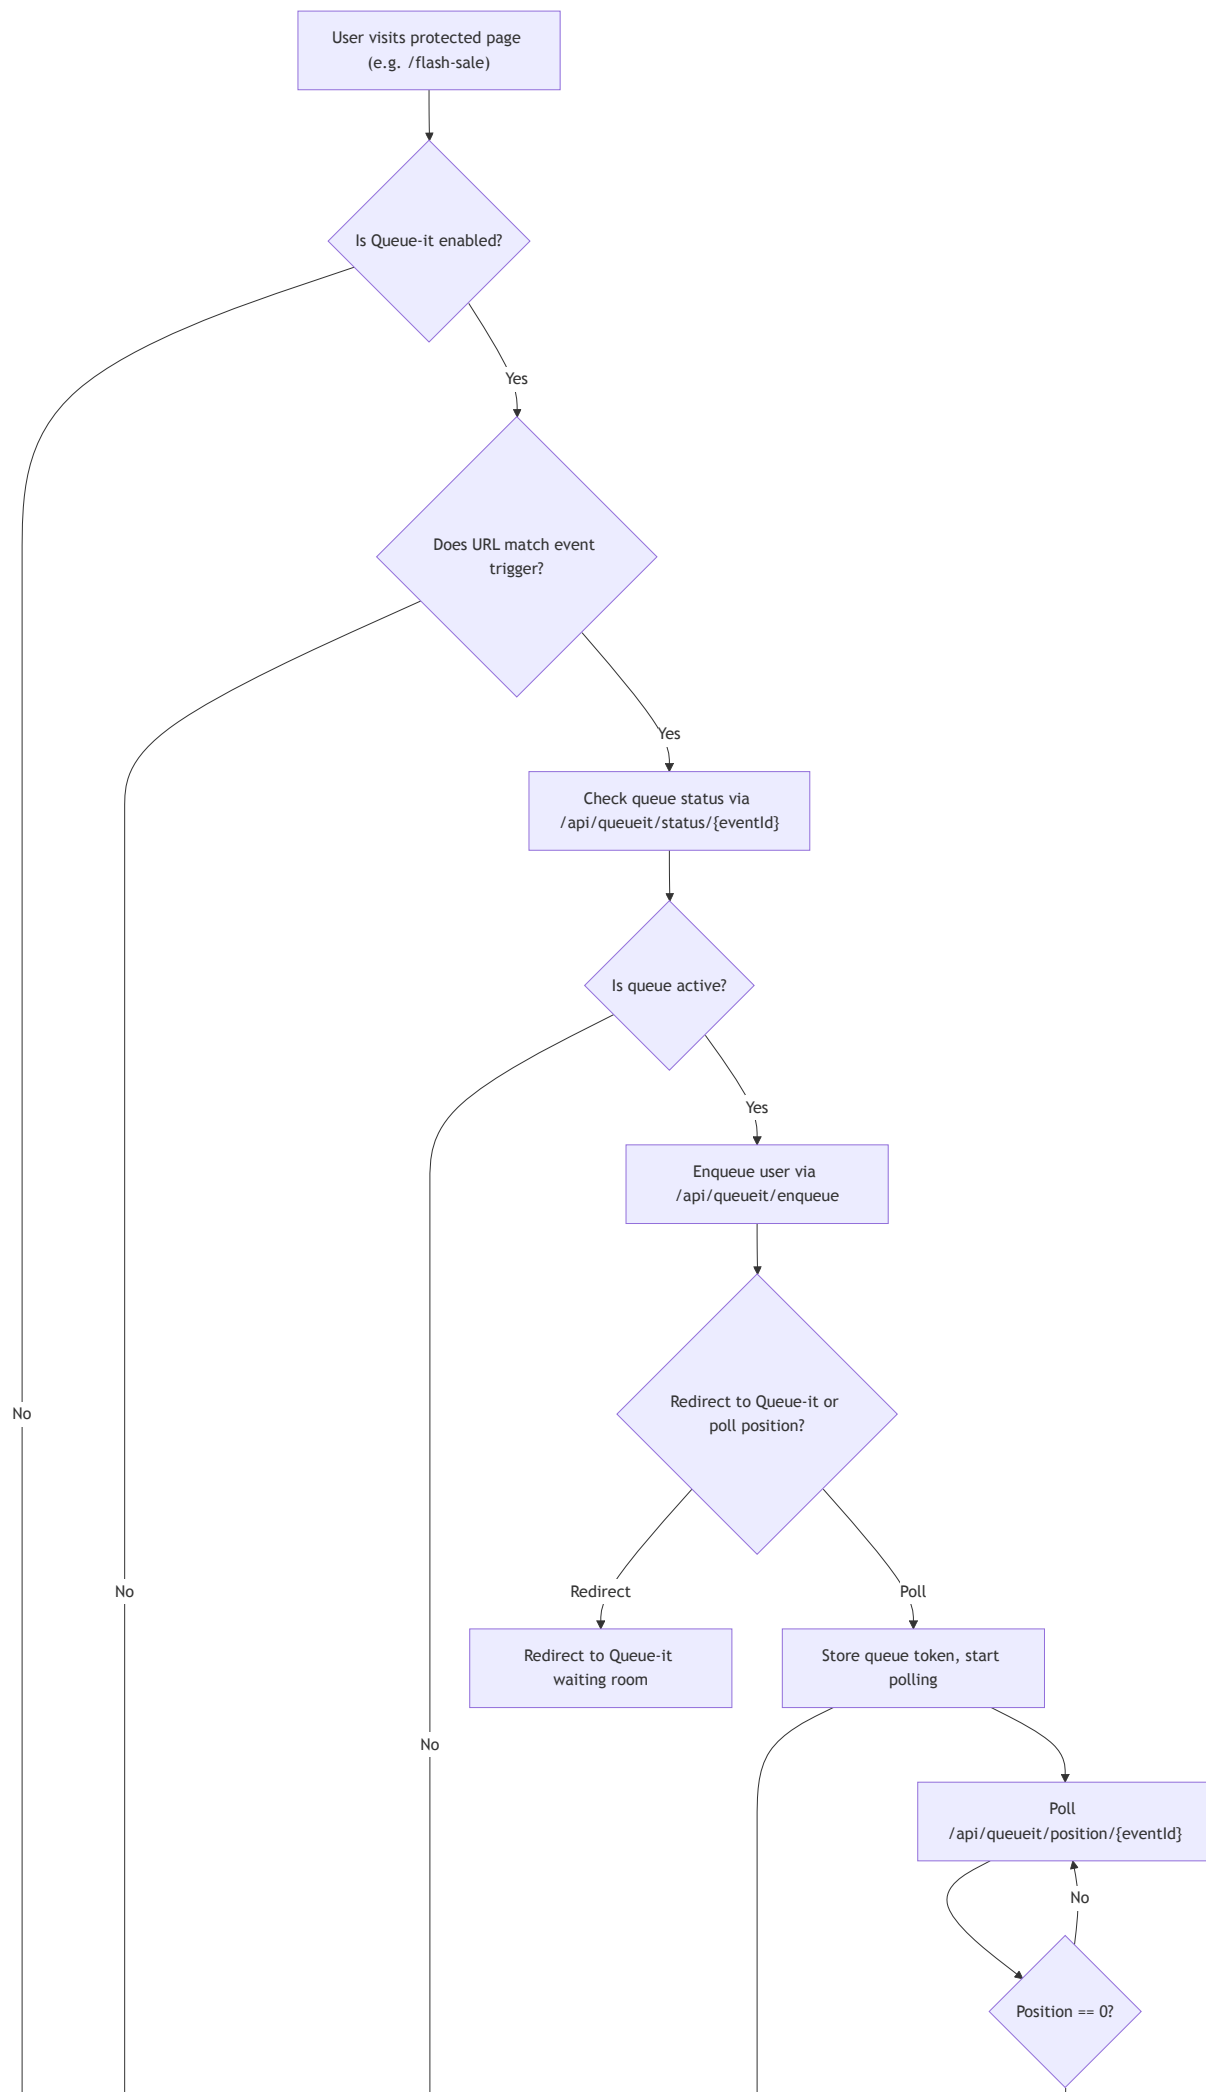 User visits protected page
(e.g. /flash-sale)
Is Queue-it enabled?
Yes
Does URL match event
trigger?
Yes
Check queue status via
/api/queueit/status/{eventId}
Is queue active?
Yes
Enqueue user via
/api/queueit/enqueue
Redirect to Queue-it or
poll position?
No
No
Redirect
Poll
Redirect to Queue-it
waiting room
Store queue token, start
polling
No
Poll
/api/queueit/position/{eventId}
No
Position == 0?